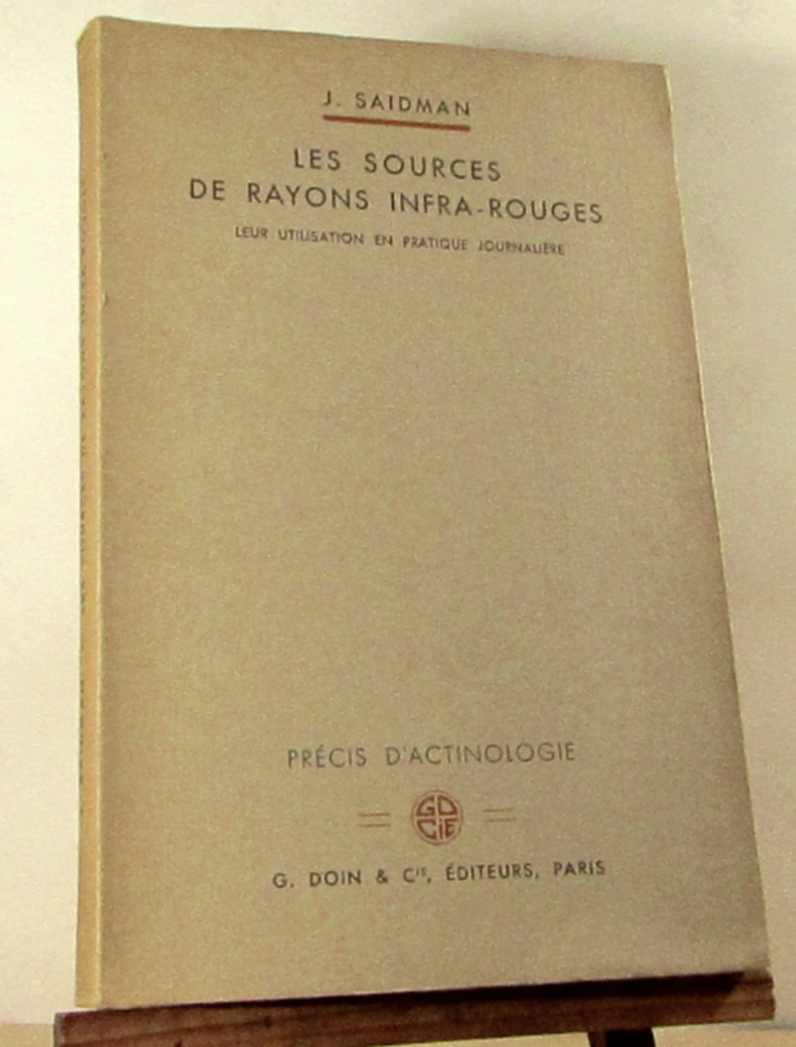 J. SAIDMAN
LES SOURCES
DE RAYONS INFRA-ROUGES
LEUR UTILISATION EN PRATIQUE JOURNALIÈRE
PRÉCIS D'ACTINOLOGIE
GD
CIE
G. DOIN & Cⁱᵉ, ÉDITEURS, PARIS